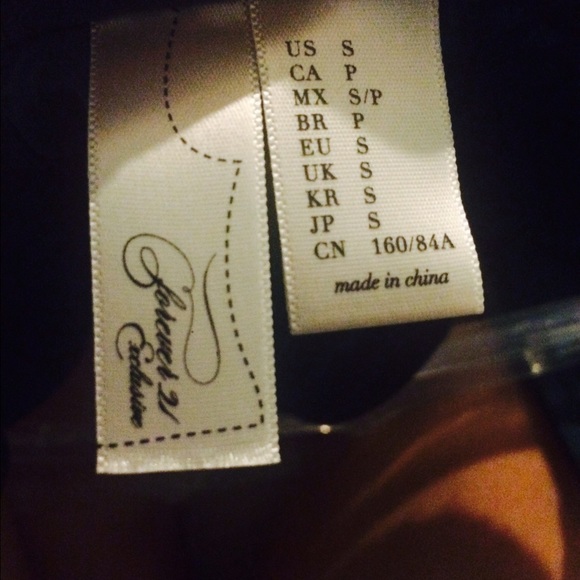 Forever 21
Exclusive
US S
CA P
MX S/P
BR P
EU S
UK S
KR S
JP S
CN 160/84A
made in china